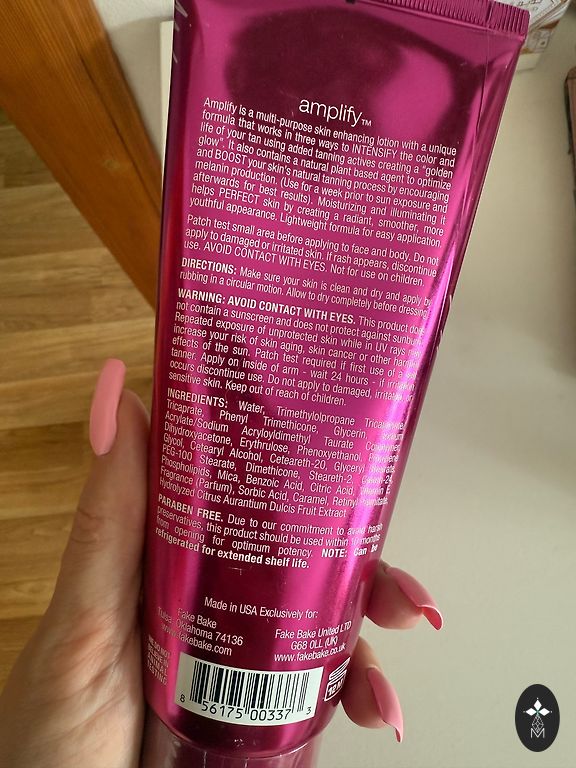 amplify™
Amplify is a multi-purpose skin enhancing lotion with a unique
formula that works in three ways to INTENSIFY the color and
life of your tan using added tanning actives creating a "golden
glow". It also contains a natural plant based agent to optimize
and BOOST your skin's natural tanning process by encouraging
melanin production. (Use for a week prior to sun exposure and
afterwards for best results). Moisturizing and illuminating it
helps PERFECT skin by creating a radiant, smoother, more
youthful appearance. Lightweight formula for easy application.
Patch test small area before applying to face and body. Do not
apply to damaged or irritated skin. If rash appears, discontinue
use. AVOID CONTACT WITH EYES. Not for use on children.
DIRECTIONS: Make sure your skin is clean and dry and apply by
rubbing in a circular motion. Allow to dry completely before dressing.
WARNING: AVOID CONTACT WITH EYES. This product does
not contain a sunscreen and does not protect against sunburn.
Repeated exposure of unprotected skin while in UV rays
increase your risk of skin aging, skin cancer or other
effects of the sun. Patch test required if first use of a
tanner. Apply on inside of arm - wait 24 hours - if
occurs discontinue use. Do not apply to damaged, irritated,
sensitive skin. Keep out of reach of children.
INGREDIENTS: Water, Trimethylolpropane
Tricaprate, Phenyl Trimethicone, Glycerin,
Acrylate/Sodium Acryloyldimethyl Taurate
Dihydroxyacetone, Erythrulose, Phenoxyethanol,
Glycol, Cetearyl Alcohol, Ceteareth-20, Glyceryl Stearate,
PEG-100 Stearate, Dimethicone, Steareth-2,
Phospholipids, Mica, Benzoic Acid, Citric Acid, Vitamin E,
Fragrance (Parfum), Sorbic Acid, Caramel, Retinyl Palmitate,
Hydrolyzed Citrus Aurantium Dulcis Fruit Extract
PARABEN FREE. Due to our commitment to avoid harsh
preservatives, this product should be used within months
from opening for optimum potency. NOTE: Can be
refrigerated for extended shelf life.
Made in USA Exclusively for:
Fake Bake
Tulsa, Oklahoma 74136
www.fakebake.com
Fake Bake United LTD
G68 0LL (UK)
www.fakebake.co.uk
WE DO NOT
BELIEVE IN
ANIMAL
TESTING
8 56175 00337 3
12 M
M